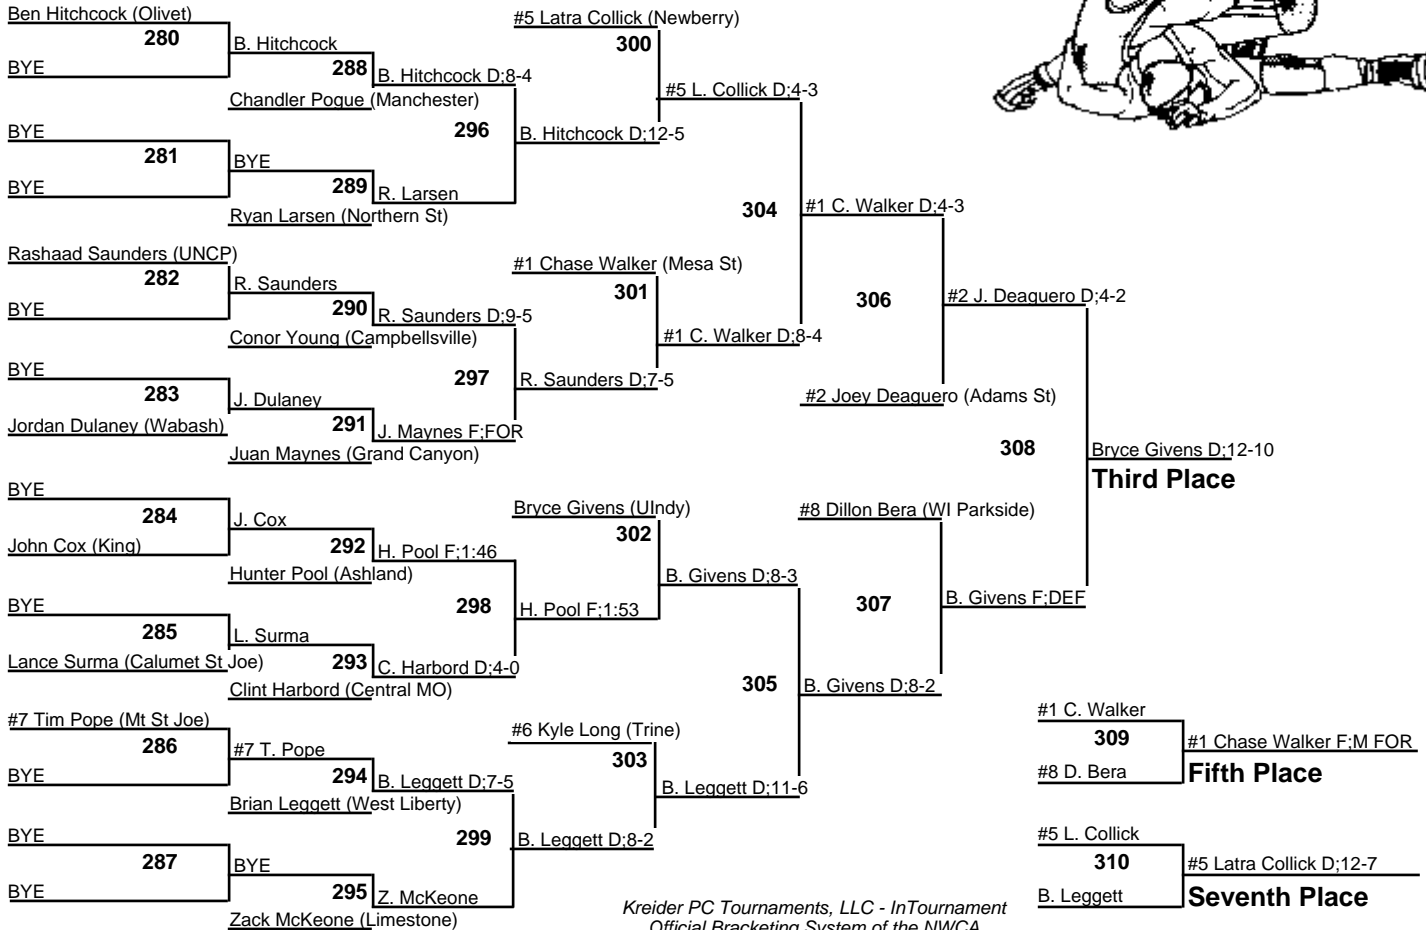 Ben Hitchcock (Olivet)
280
BYE
B. Hitchcock
288
Chandler Pogue (Manchester)
B. Hitchcock D;8-4
BYE
281
BYE
BYE
289
Ryan Larsen (Northern St)
R. Larsen
296
B. Hitchcock D;12-5
Rashaad Saunders (UNCP)
282
BYE
R. Saunders
290
Conor Young (Campbellsville)
R. Saunders D;9-5
BYE
283
Jordan Dulaney (Wabash)
J. Dulaney
291
Juan Maynes (Grand Canyon)
J. Maynes F;FOR
297
R. Saunders D;7-5
BYE
284
John Cox (King)
J. Cox
292
Hunter Pool (Ashland)
H. Pool F;1:46
BYE
285
Lance Surma (Calumet St Joe)
L. Surma
293
Clint Harbord (Central MO)
C. Harbord D;4-0
298
H. Pool F;1:53
#7 Tim Pope (Mt St Joe)
286
BYE
#7 T. Pope
294
Brian Leggett (West Liberty)
B. Leggett D;7-5
BYE
287
BYE
BYE
295
Zack McKeone (Limestone)
Z. McKeone
299
B. Leggett D;8-2
#5 Latra Collick (Newberry)
300
#5 L. Collick D;4-3
#1 Chase Walker (Mesa St)
301
#1 C. Walker D;8-4
304
#1 C. Walker D;4-3
306
#2 Joey Deaguero (Adams St)
#2 J. Deaguero D;4-2
Bryce Givens (UIndy)
302
B. Givens D;8-3
#6 Kyle Long (Trine)
303
B. Leggett D;11-6
305
B. Givens D;8-2
#8 Dillon Bera (WI Parkside)
307
B. Givens F;DEF
308
Bryce Givens D;12-10
Third Place
#1 C. Walker
309
#8 D. Bera
#1 Chase Walker F;M FOR
Fifth Place
#5 L. Collick
310
B. Leggett
#5 Latra Collick D;12-7
Seventh Place
Kreider PC Tournaments, LLC - InTournament
Official Bracketing System of the NWCA